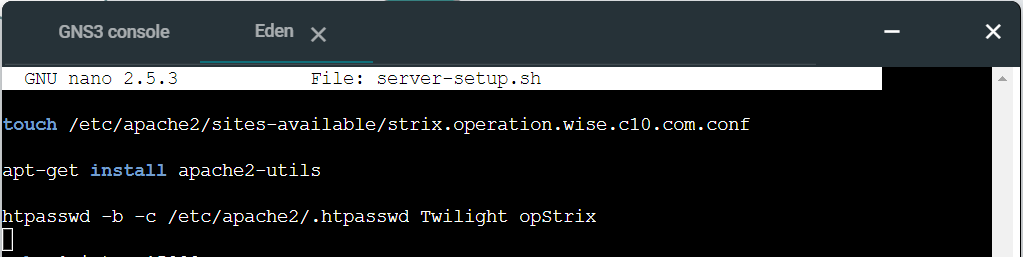 GNS3 console Eden
GNU nano 2.5.3 File: server-setup.sh
touch /etc/apache2/sites-available/strix.operation.wise.c10.com.conf
apt-get install apache2-utils
htpasswd -b -c /etc/apache2/.htpasswd Twilight opStrix